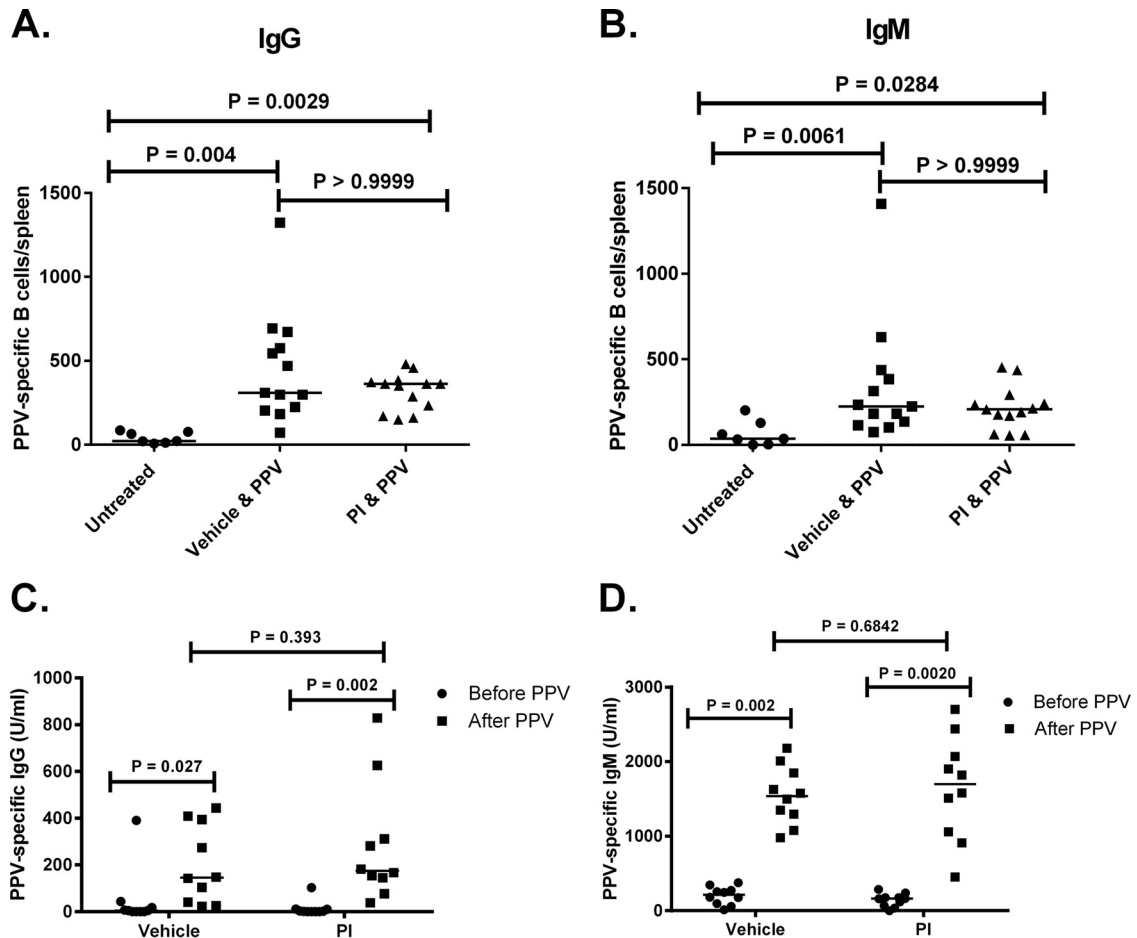 A.
IgG
P = 0.0029
P = 0.004
P > 0.9999
PPV-specific B cells/spleen
1500
1000
500
0
Untreated
Vehicle & PPV
PI & PPV
B.
IgM
P = 0.0284
P = 0.0061
P > 0.9999
PPV-specific B cells/spleen
1500
1000
500
0
Untreated
Vehicle & PPV
PI & PPV
C.
P = 0.393
P = 0.002
P = 0.027
PPV-specific IgG (U/ml)
1000
800
600
400
200
0
Vehicle
PI
Before PPV
After PPV
D.
P = 0.6842
P = 0.0020
P = 0.002
PPV-specific IgM (U/ml)
3000
2000
1000
0
Vehicle
PI
Before PPV
After PPV